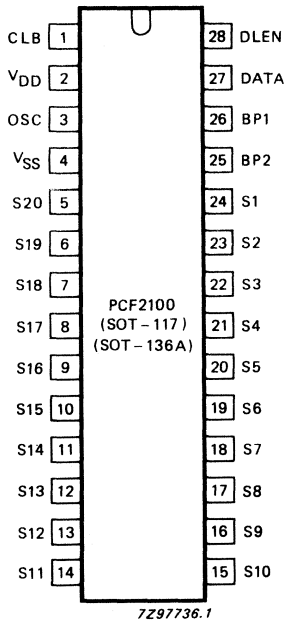 CLB 1 28 DLEN
VDD 2 27 DATA
OSC 3 26 BP1
VSS 4 25 BP2
S20 5 24 S1
S19 6 23 S2
S18 7 22 S3
PCF2100
(SOT-117)
(SOT-136A)
S17 8 21 S4
S16 9 20 S5
S15 10 19 S6
S14 11 18 S7
S13 12 17 S8
S12 13 16 S9
S11 14 15 S10
7Z97736.1